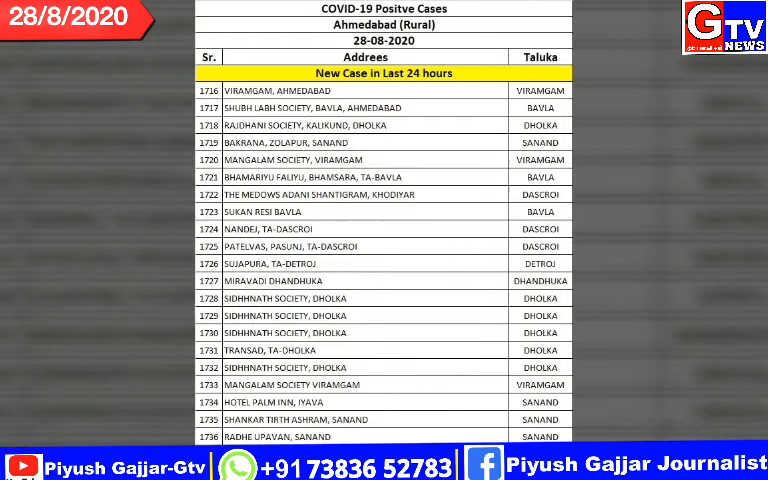 28/8/2020
COVID-19 Positve Cases
Ahmedabad (Rural)
28-08-2020
Sr. Addrees Taluka
New Case in Last 24 hours
1716 VIRAMGAM, AHMEDABAD VIRAMGAM
1717 SHUBH LABH SOCIETY, BAVLA, AHMEDABAD BAVLA
1718 RAJDHANI SOCIETY, KALIKUND, DHOLKA DHOLKA
1719 BAKRANA, ZOLAPUR, SANAND SANAND
1720 MANGALAM SOCIETY, VIRAMGAM VIRAMGAM
1721 BHAMARIYU FALIYU, BHAMSARA, TA-BAVLA BAVLA
1722 THE MEDOWS ADANI SHANTIGRAM, KHODIYAR DASCROI
1723 SUKAN RESI BAVLA BAVLA
1724 NANDEJ, TA-DASCROI DASCROI
1725 PATELVAS, PASUNJ, TA-DASCROI DASCROI
1726 SUJAPURA, TA-DETROJ DETROJ
1727 MIRAVADI DHANDHUKA DHANDHUKA
1728 SIDHHNATH SOCIETY, DHOLKA DHOLKA
1729 SIDHHNATH SOCIETY, DHOLKA DHOLKA
1730 SIDHHNATH SOCIETY, DHOLKA DHOLKA
1731 TRANSAD, TA-DHOLKA DHOLKA
1732 SIDHHNATH SOCIETY, DHOLKA DHOLKA
1733 MANGALAM SOCIETY VIRAMGAM VIRAMGAM
1734 HOTEL PALM INN, IYAVA SANAND
1735 SHANKAR TIRTH ASHRAM, SANAND SANAND
1736 RADHE UPAVAN, SANAND SANAND
GTV
NEWS
Piyush Gajjar-Gtv
+91 73836 52783
Piyush Gajjar Journalist